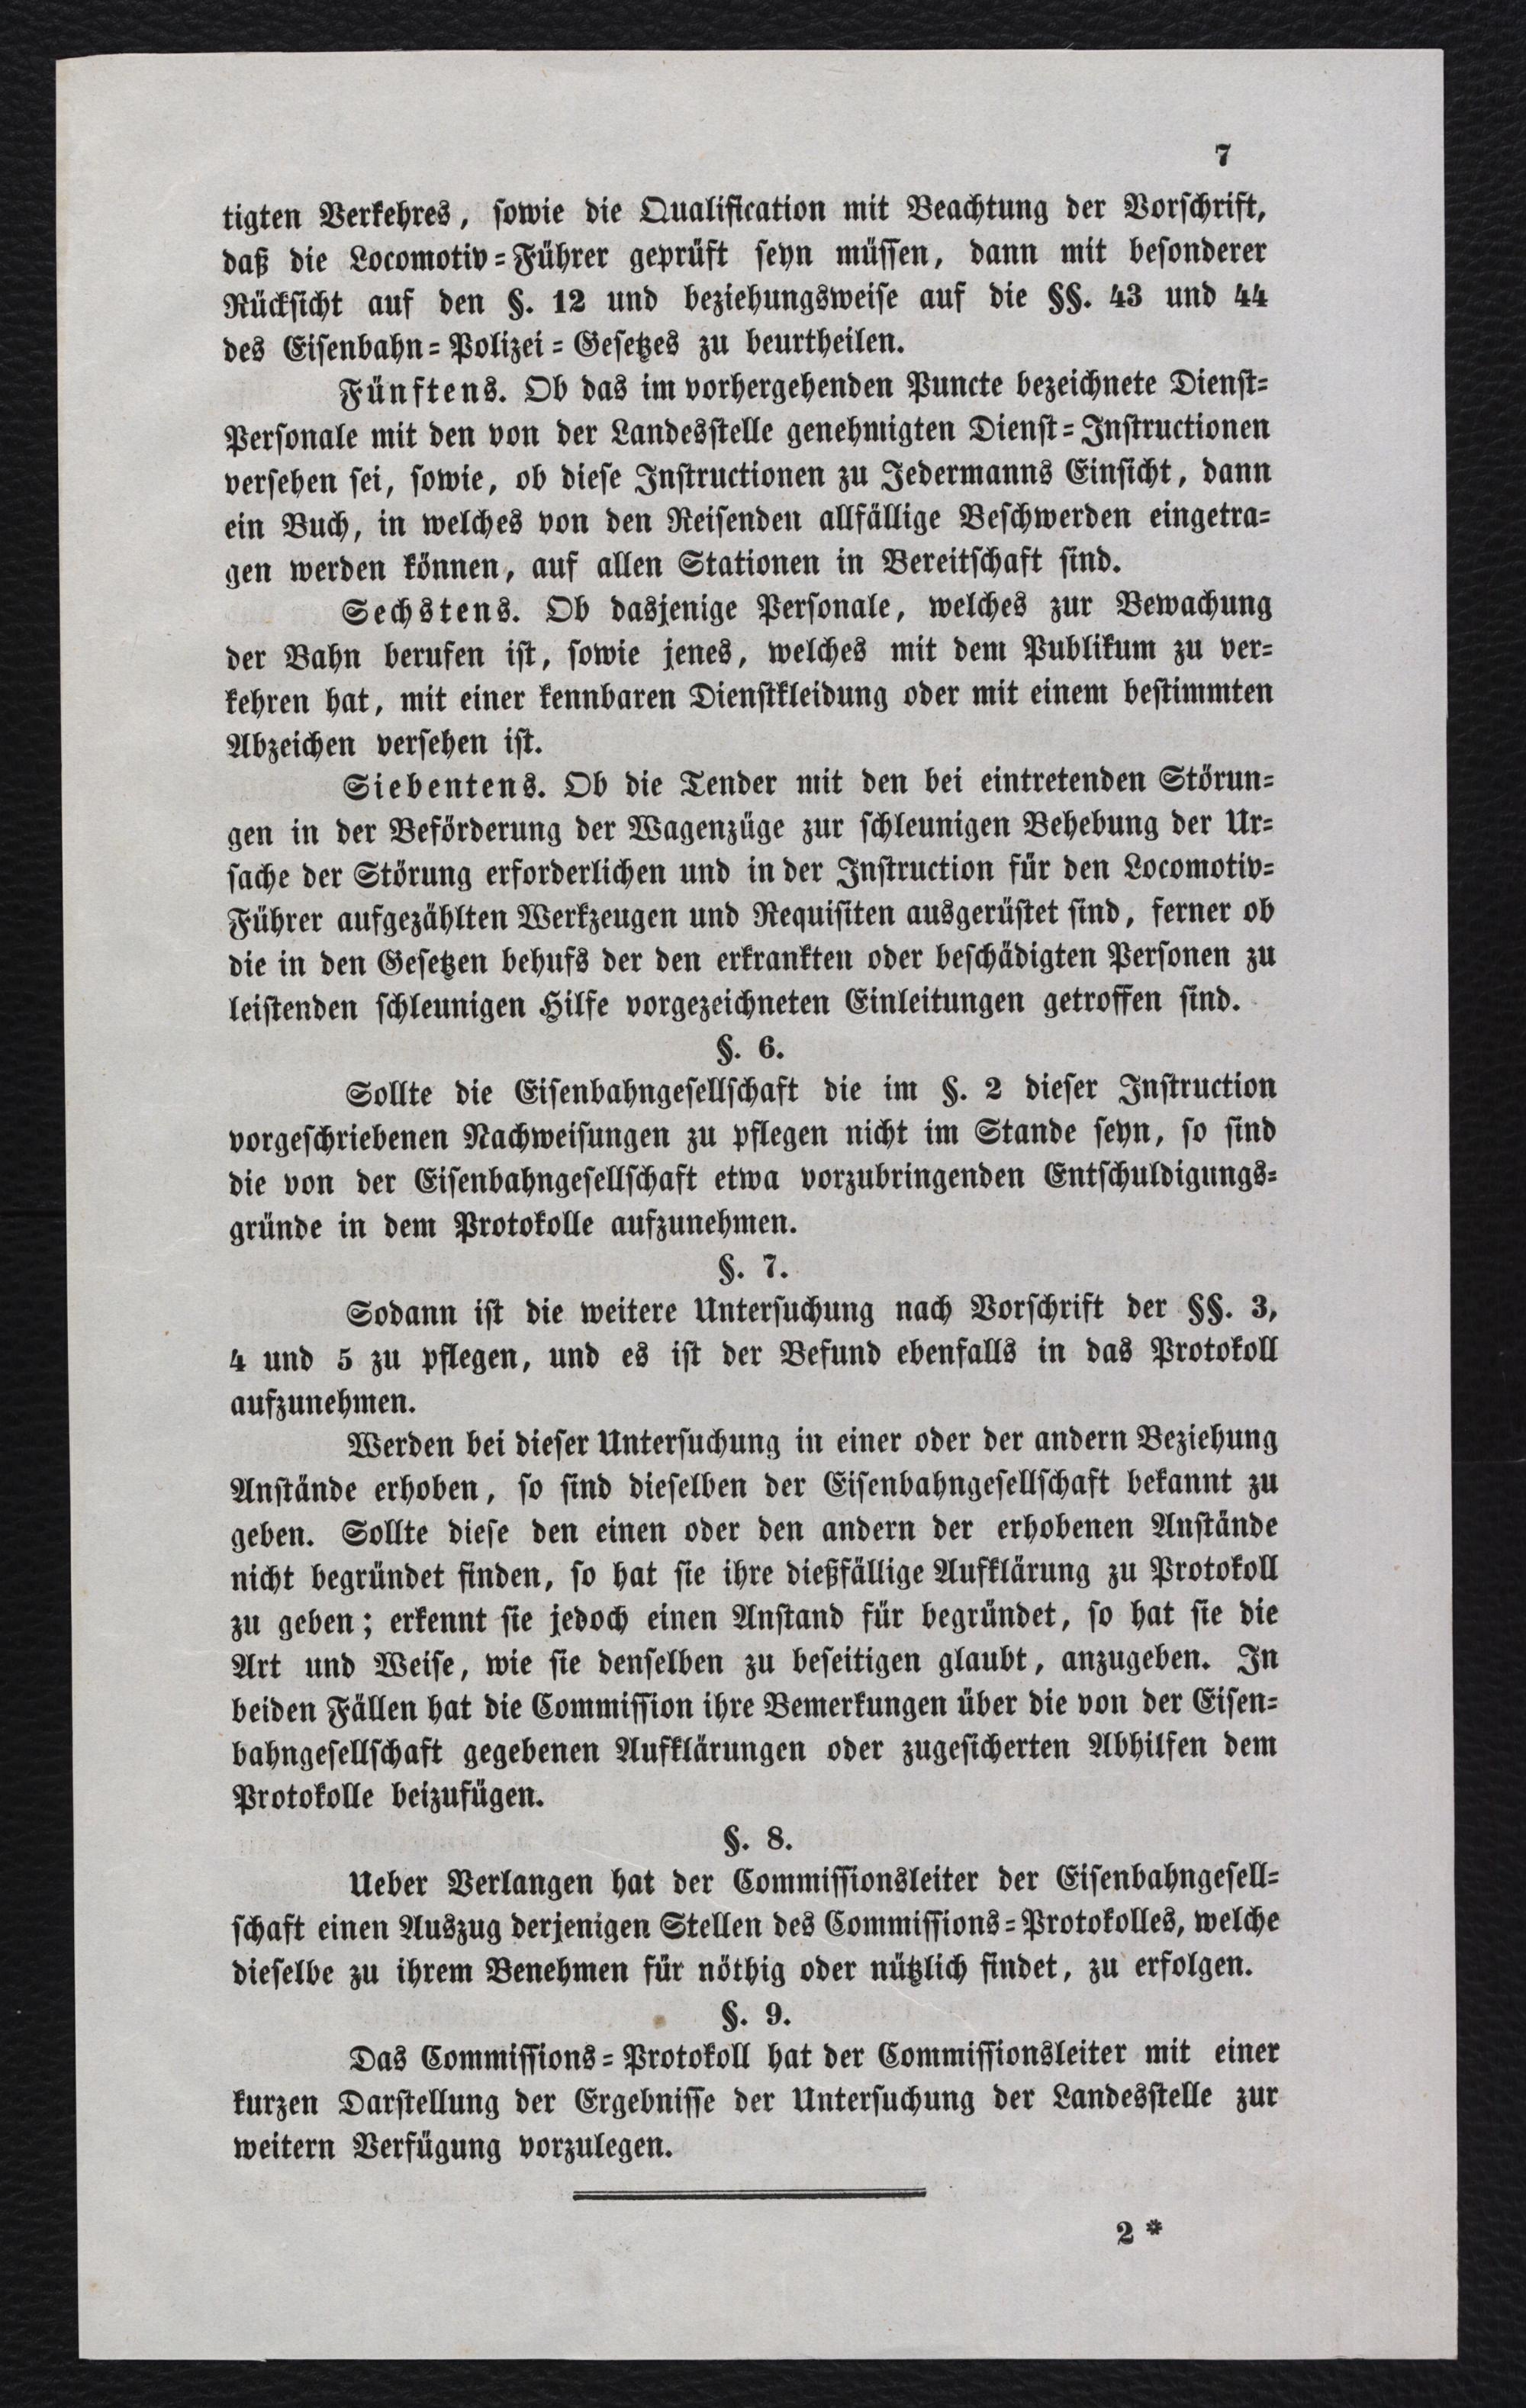 7
tigten Verkehres, sowie die Qualification mit Beachtung der Vorschrift,
daß die Locomotiv=Führer geprüft seyn müssen, dann mit besonderer
Rücksicht auf den §. 12 und beziehungsweise auf die §§. 43 und 44
des Eisenbahn=Polizei=Gesetzes zu beurtheilen.
Fünftens. Ob das im vorhergehenden Puncte bezeichnete Dienst=
Personale mit den von der Landesstelle genehmigten Dienst=Instructionen
versehen sei, sowie, ob diese Instructionen zu Jedermanns Einsicht, dann
ein Buch, in welches von den Reisenden allfällige Beschwerden eingetra=
gen werden können, auf allen Stationen in Bereitschaft sind.
Sechstens. Ob dasjenige Personale, welches zur Bewachung
der Bahn berufen ist, sowie jenes, welches mit dem Publikum zu ver=
kehren hat, mit einer kennbaren Dienstkleidung oder mit einem bestimmten
Abzeichen versehen ist.
Siebentens. Ob die Tender mit den bei eintretenden Störun=
gen in der Beförderung der Wagenzüge zur schleunigen Behebung der Ur=
sache der Störung erforderlichen und in der Instruction für den Locomotiv=
Führer aufgezählten Werkzeugen und Requisiten ausgerüstet sind, ferner ob
die in den Gesetzen behufs der den erkrankten oder beschädigten Personen zu
leistenden schleunigen Hilfe vorgezeichneten Einleitungen getroffen sind.
§. 6.
Sollte die Eisenbahngesellschaft die im §. 2 dieser Instruction
vorgeschriebenen Nachweisungen zu pflegen nicht im Stande seyn, so sind
die von der Eisenbahngesellschaft etwa vorzubringenden Entschuldigungs=
gründe in dem Protokolle aufzunehmen.
§. 7.
Sodann ist die weitere Untersuchung nach Vorschrift der §§. 3,
4 und 5 zu pflegen, und es ist der Befund ebenfalls in das Protokoll
aufzunehmen.
Werden bei dieser Untersuchung in einer oder der andern Beziehung
Anstände erhoben, so sind dieselben der Eisenbahngesellschaft bekannt zu
geben. Sollte diese den einen oder den andern der erhobenen Anstände
nicht begründet finden, so hat sie ihre dießfällige Aufklärung zu Protokoll
zu geben; erkennt sie jedoch einen Anstand für begründet, so hat sie die
Art und Weise, wie sie denselben zu beseitigen glaubt, anzugeben. In
beiden Fällen hat die Commission ihre Bemerkungen über die von der Eisen=
bahngesellschaft gegebenen Aufklärungen oder zugesicherten Abhilfen dem
Protokolle beizufügen.
§. 8.
Ueber Verlangen hat der Commissionsleiter der Eisenbahngesell=
schaft einen Auszug derjenigen Stellen des Commissions=Protokolles, welche
dieselbe zu ihrem Benehmen für nöthig oder nützlich findet, zu erfolgen.
§. 9.
Das Commissions=Protokoll hat der Commissionsleiter mit einer
kurzen Darstellung der Ergebnisse der Untersuchung der Landesstelle zur
weitern Verfügung vorzulegen.
2 *